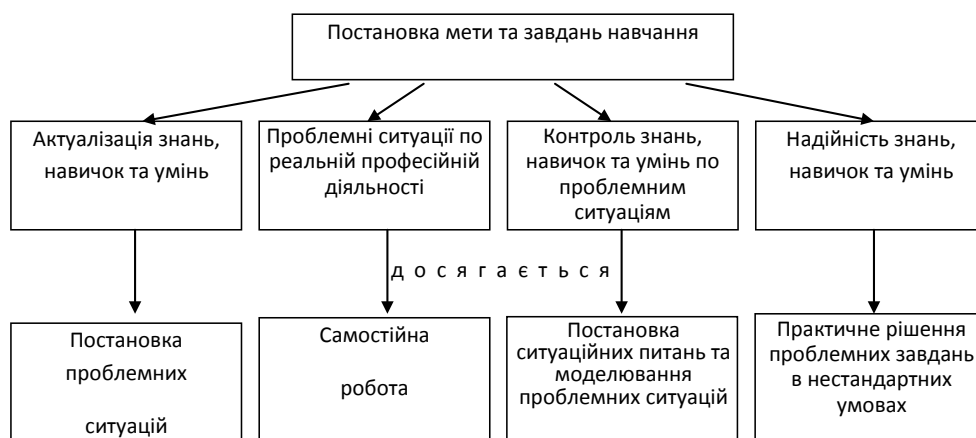 Постановка мети та завдань навчання
Актуалізація знань,
навичок та умінь
Проблемні ситуації по
реальній професійній
діяльності
Контроль знань,
навичок та умінь по
проблемним
ситуаціям
Надійність знань,
навичок та умінь
д о с я г а є т ь с я
Постановка
проблемних
ситуацій
Самостійна
робота
Постановка
ситуаційних питань та
моделювання
проблемних ситуацій
Практичне рішення
проблемних завдань
в нестандартних
умовах